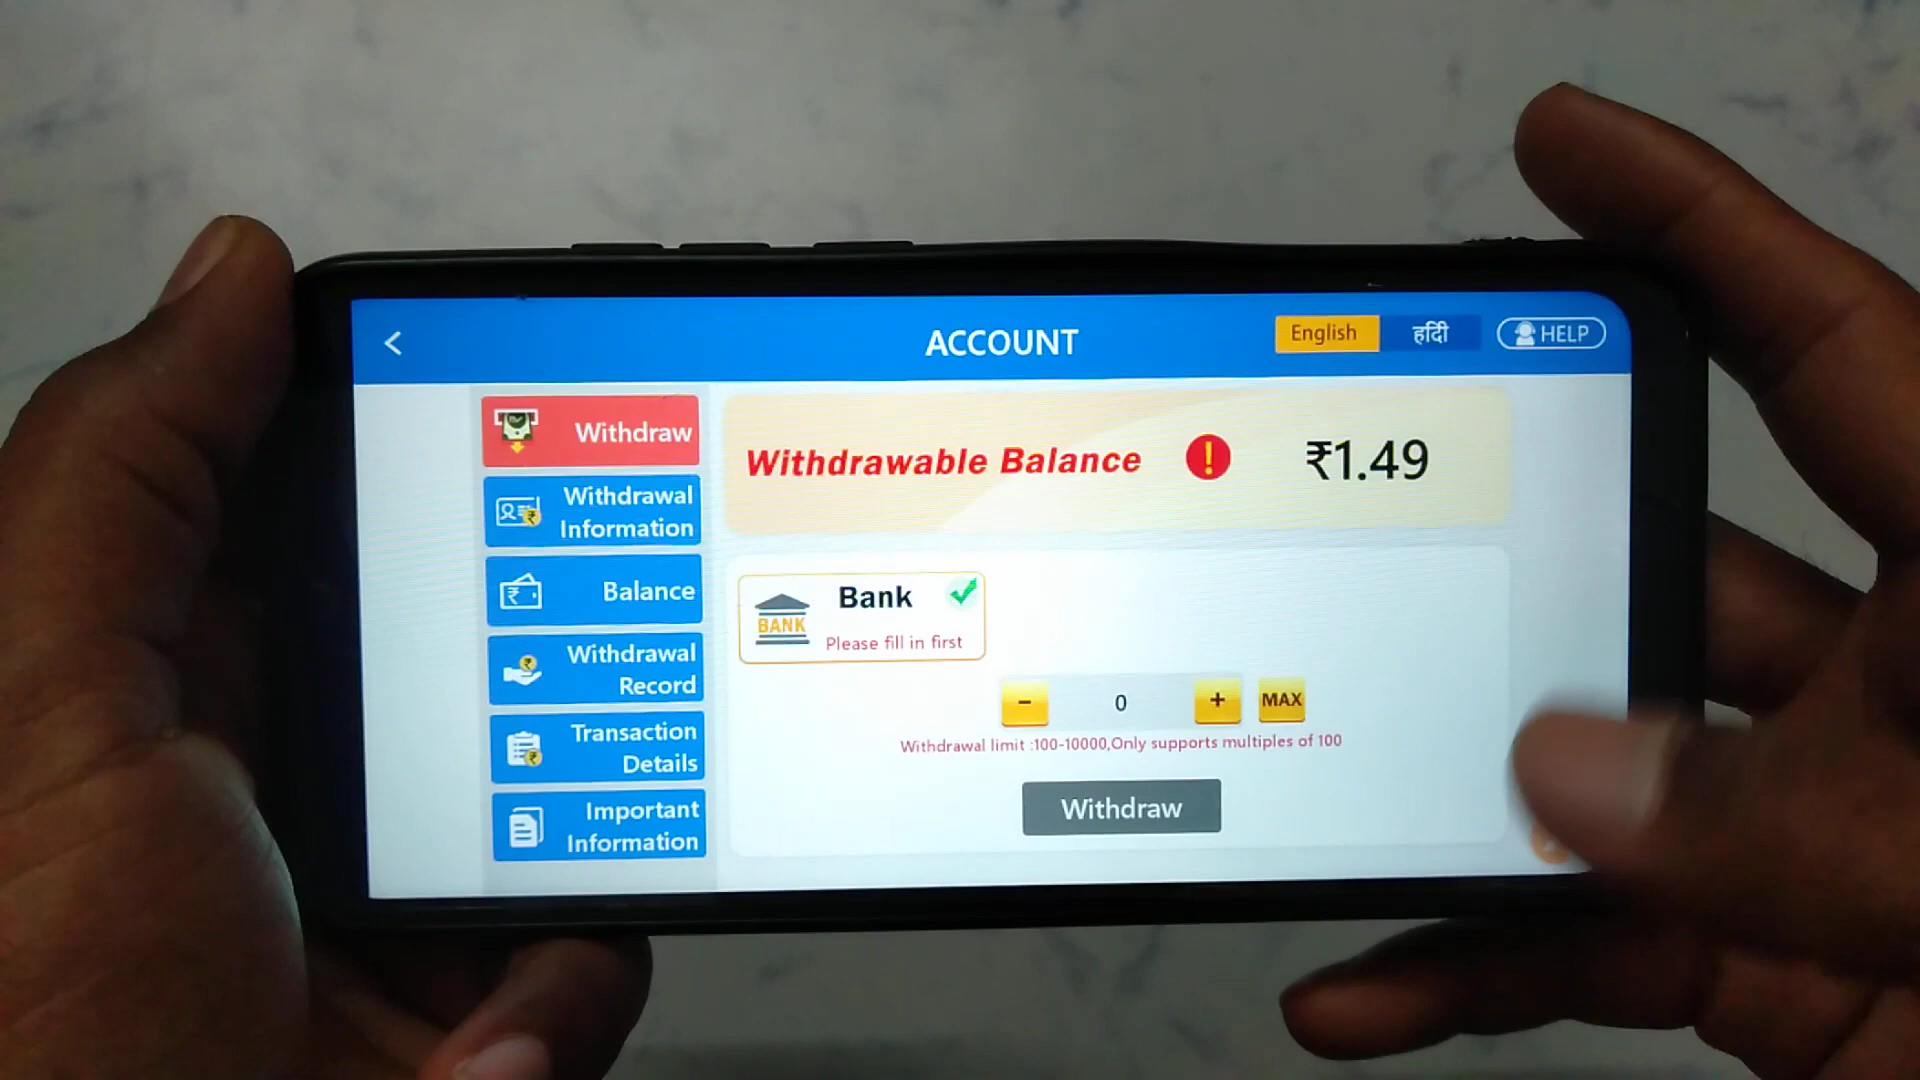 ACCOUNT
English
हिंदी
HELP
Withdraw
Withdrawal
Information
Balance
Withdrawal
Record
Transaction
Details
Important
Information
Withdrawable Balance
!
₹1.49
BANK
Bank
Please fill in first
-
0
+
MAX
Withdrawal limit :100-10000,Only supports multiples of 100
Withdraw